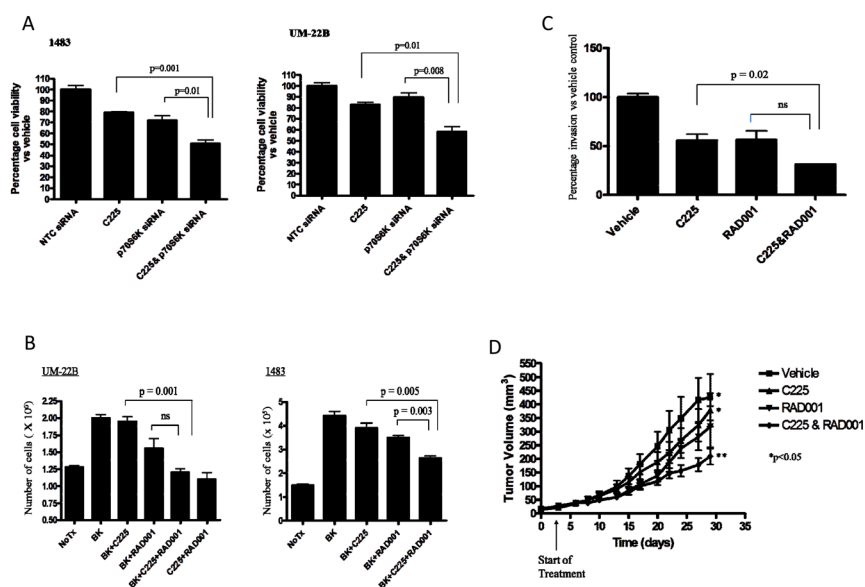 A
1483
Percentage cell viability
vs vehicle
110
100
90
80
70
60
50
40
30
20
10
0
p=0.001
p=0.01
NTC siRNA
C225
p70S6K siRNA
C225& p70S6K siRNA
UM-22B
Percentage cell viability
vs vehicle
110
100
90
80
70
60
50
40
30
20
10
0
p=0.01
p=0.008
NTC siRNA
C225
p70S6K siRNA
C225& p70S6K siRNA
C
Percentage invasion vs vehicle control
150
100
50
0
p = 0.02
ns
Vehicle
C225
RAD001
C225&RAD001
B
UM-22B
Number of cells ( X 10⁵)
2.25
2.00
1.75
1.50
1.25
1.00
0.75
0.50
p = 0.001
ns
NoTx
BK
BK+C225
BK+RAD001
BK+C225+RAD001
C225+RAD001
1483
Number of cells (x 10⁵)
5
4
3
2
1
0
p = 0.005
p = 0.003
NoTx
BK
BK+C225
BK+RAD001
BK+C225+RAD001
D
Tumor Volume (mm³)
550
500
450
400
350
300
250
200
150
100
50
0
0
5
10
15
20
25
30
35
Time (days)
Start of
Treatment
Vehicle
C225
RAD001
C225 & RAD001
*
*
**
*p<0.05